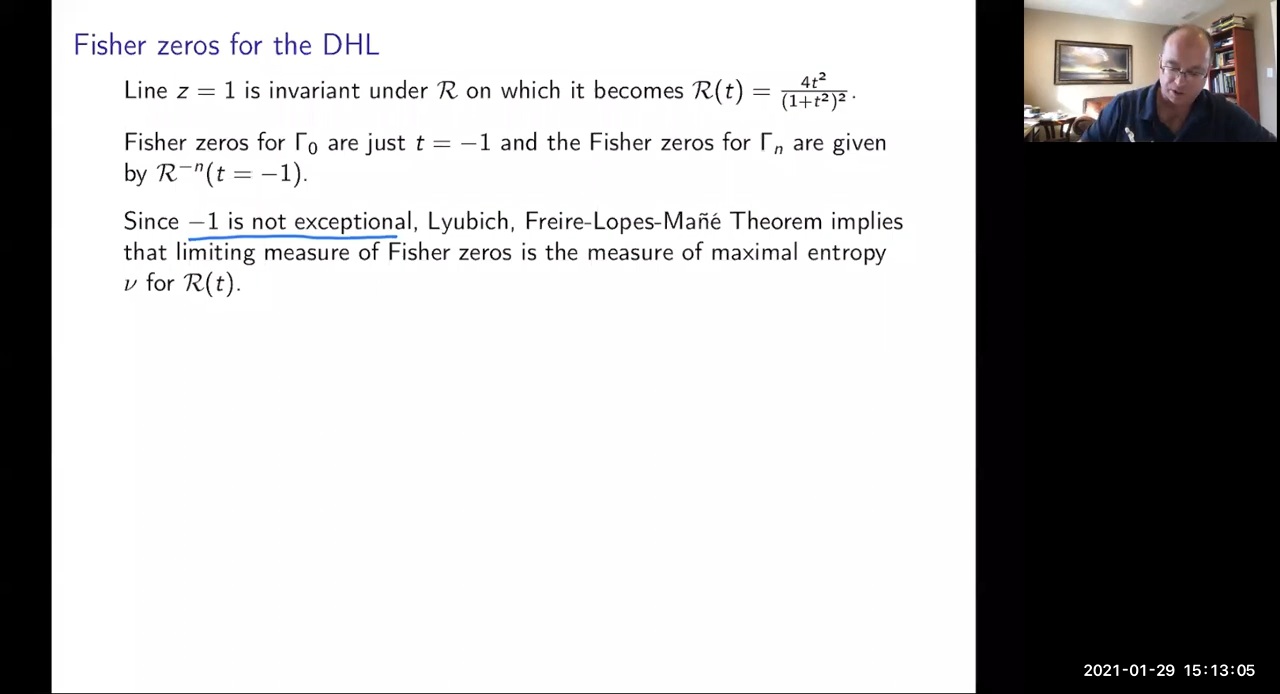 Fisher zeros for the DHL
Line z = 1 is invariant under ℛ on which it becomes ℛ(t) = 4t²/(1+t²)².
Fisher zeros for Γ₀ are just t = −1 and the Fisher zeros for Γₙ are given
by ℛ⁻ⁿ(t = −1).
Since −1 is not exceptional, Lyubich, Freire-Lopes-Mañé Theorem implies
that limiting measure of Fisher zeros is the measure of maximal entropy
ν for ℛ(t).
2021-01-29 15:13:05